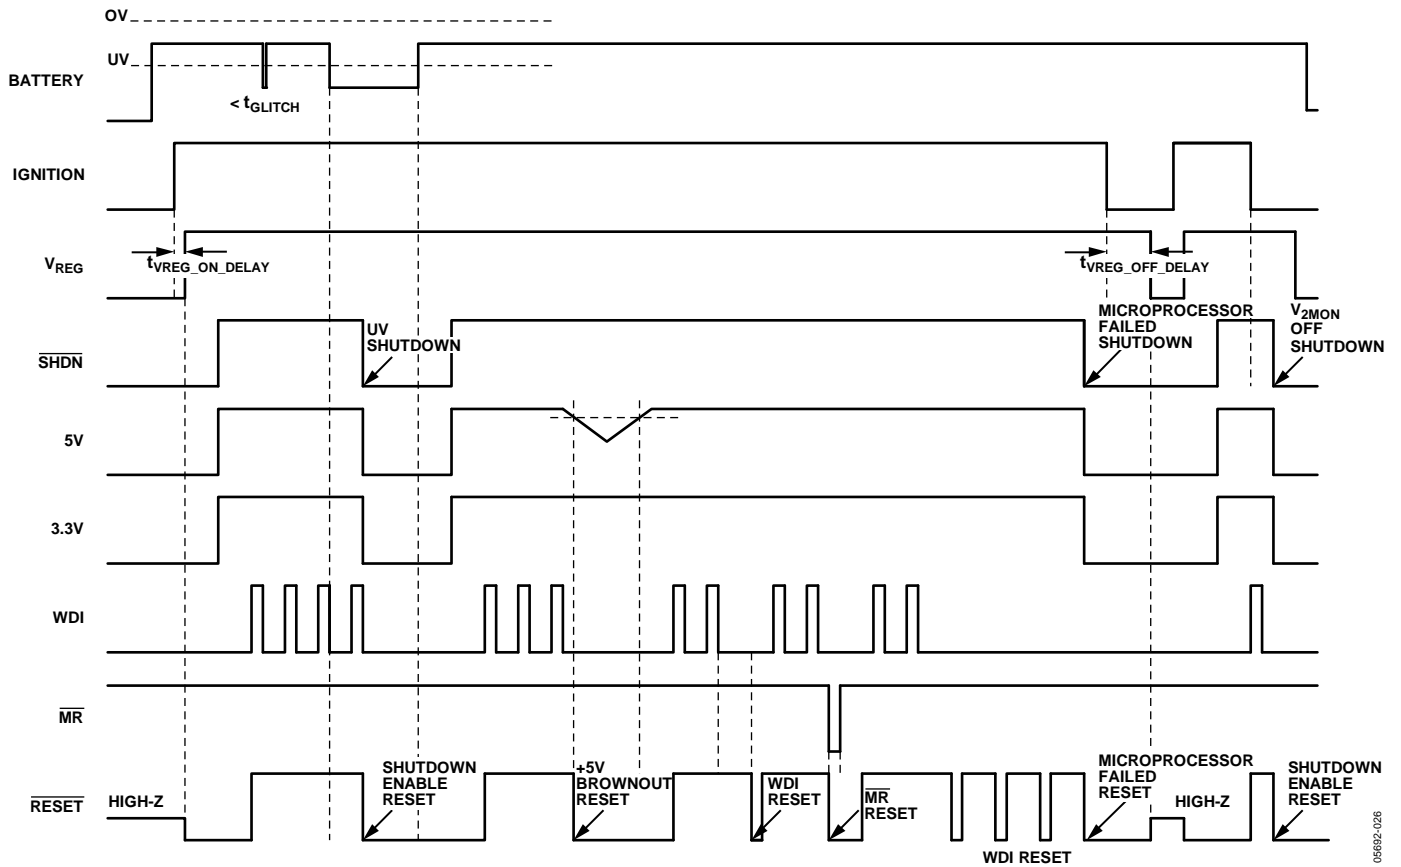 OV
UV
BATTERY
< tGLITCH
IGNITION
VREG
tVREG_ON_DELAY
tVREG_OFF_DELAY
SHDN
UV
SHUTDOWN
MICROPROCESSOR
FAILED
SHUTDOWN
V2MON
OFF
SHUTDOWN
5V
3.3V
WDI
MR
RESET
HIGH-Z
SHUTDOWN
ENABLE
RESET
+5V
BROWNOUT
RESET
WDI
RESET
MR
RESET
WDI RESET
MICROPROCESSOR
FAILED
RESET
HIGH-Z
SHUTDOWN
ENABLE
RESET
05692-026